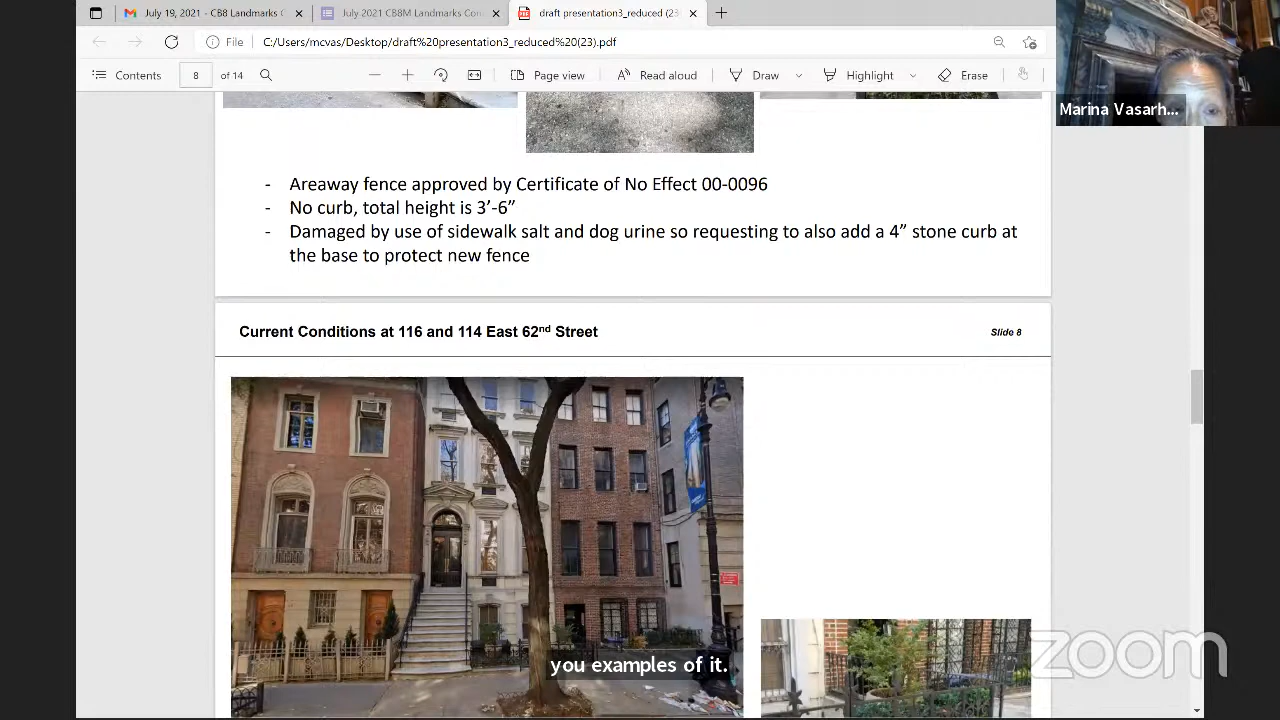 July 19, 2021 - CB8 Landmarks C
July 2021 CB8M Landmarks Con
draft presentation3_reduced (23)
File
C:/Users/mcvas/Desktop/draft%20presentation3_reduced%20(23).pdf
Contents
8
of 14
Page view
Read aloud
Draw
Highlight
Erase
Marina Vasarh...
- Areaway fence approved by Certificate of No Effect 00-0096
- No curb, total height is 3’-6”
- Damaged by use of sidewalk salt and dog urine so requesting to also add a 4” stone curb at
the base to protect new fence
Current Conditions at 116 and 114 East 62nd Street
Slide 8
you examples of it.
zoom